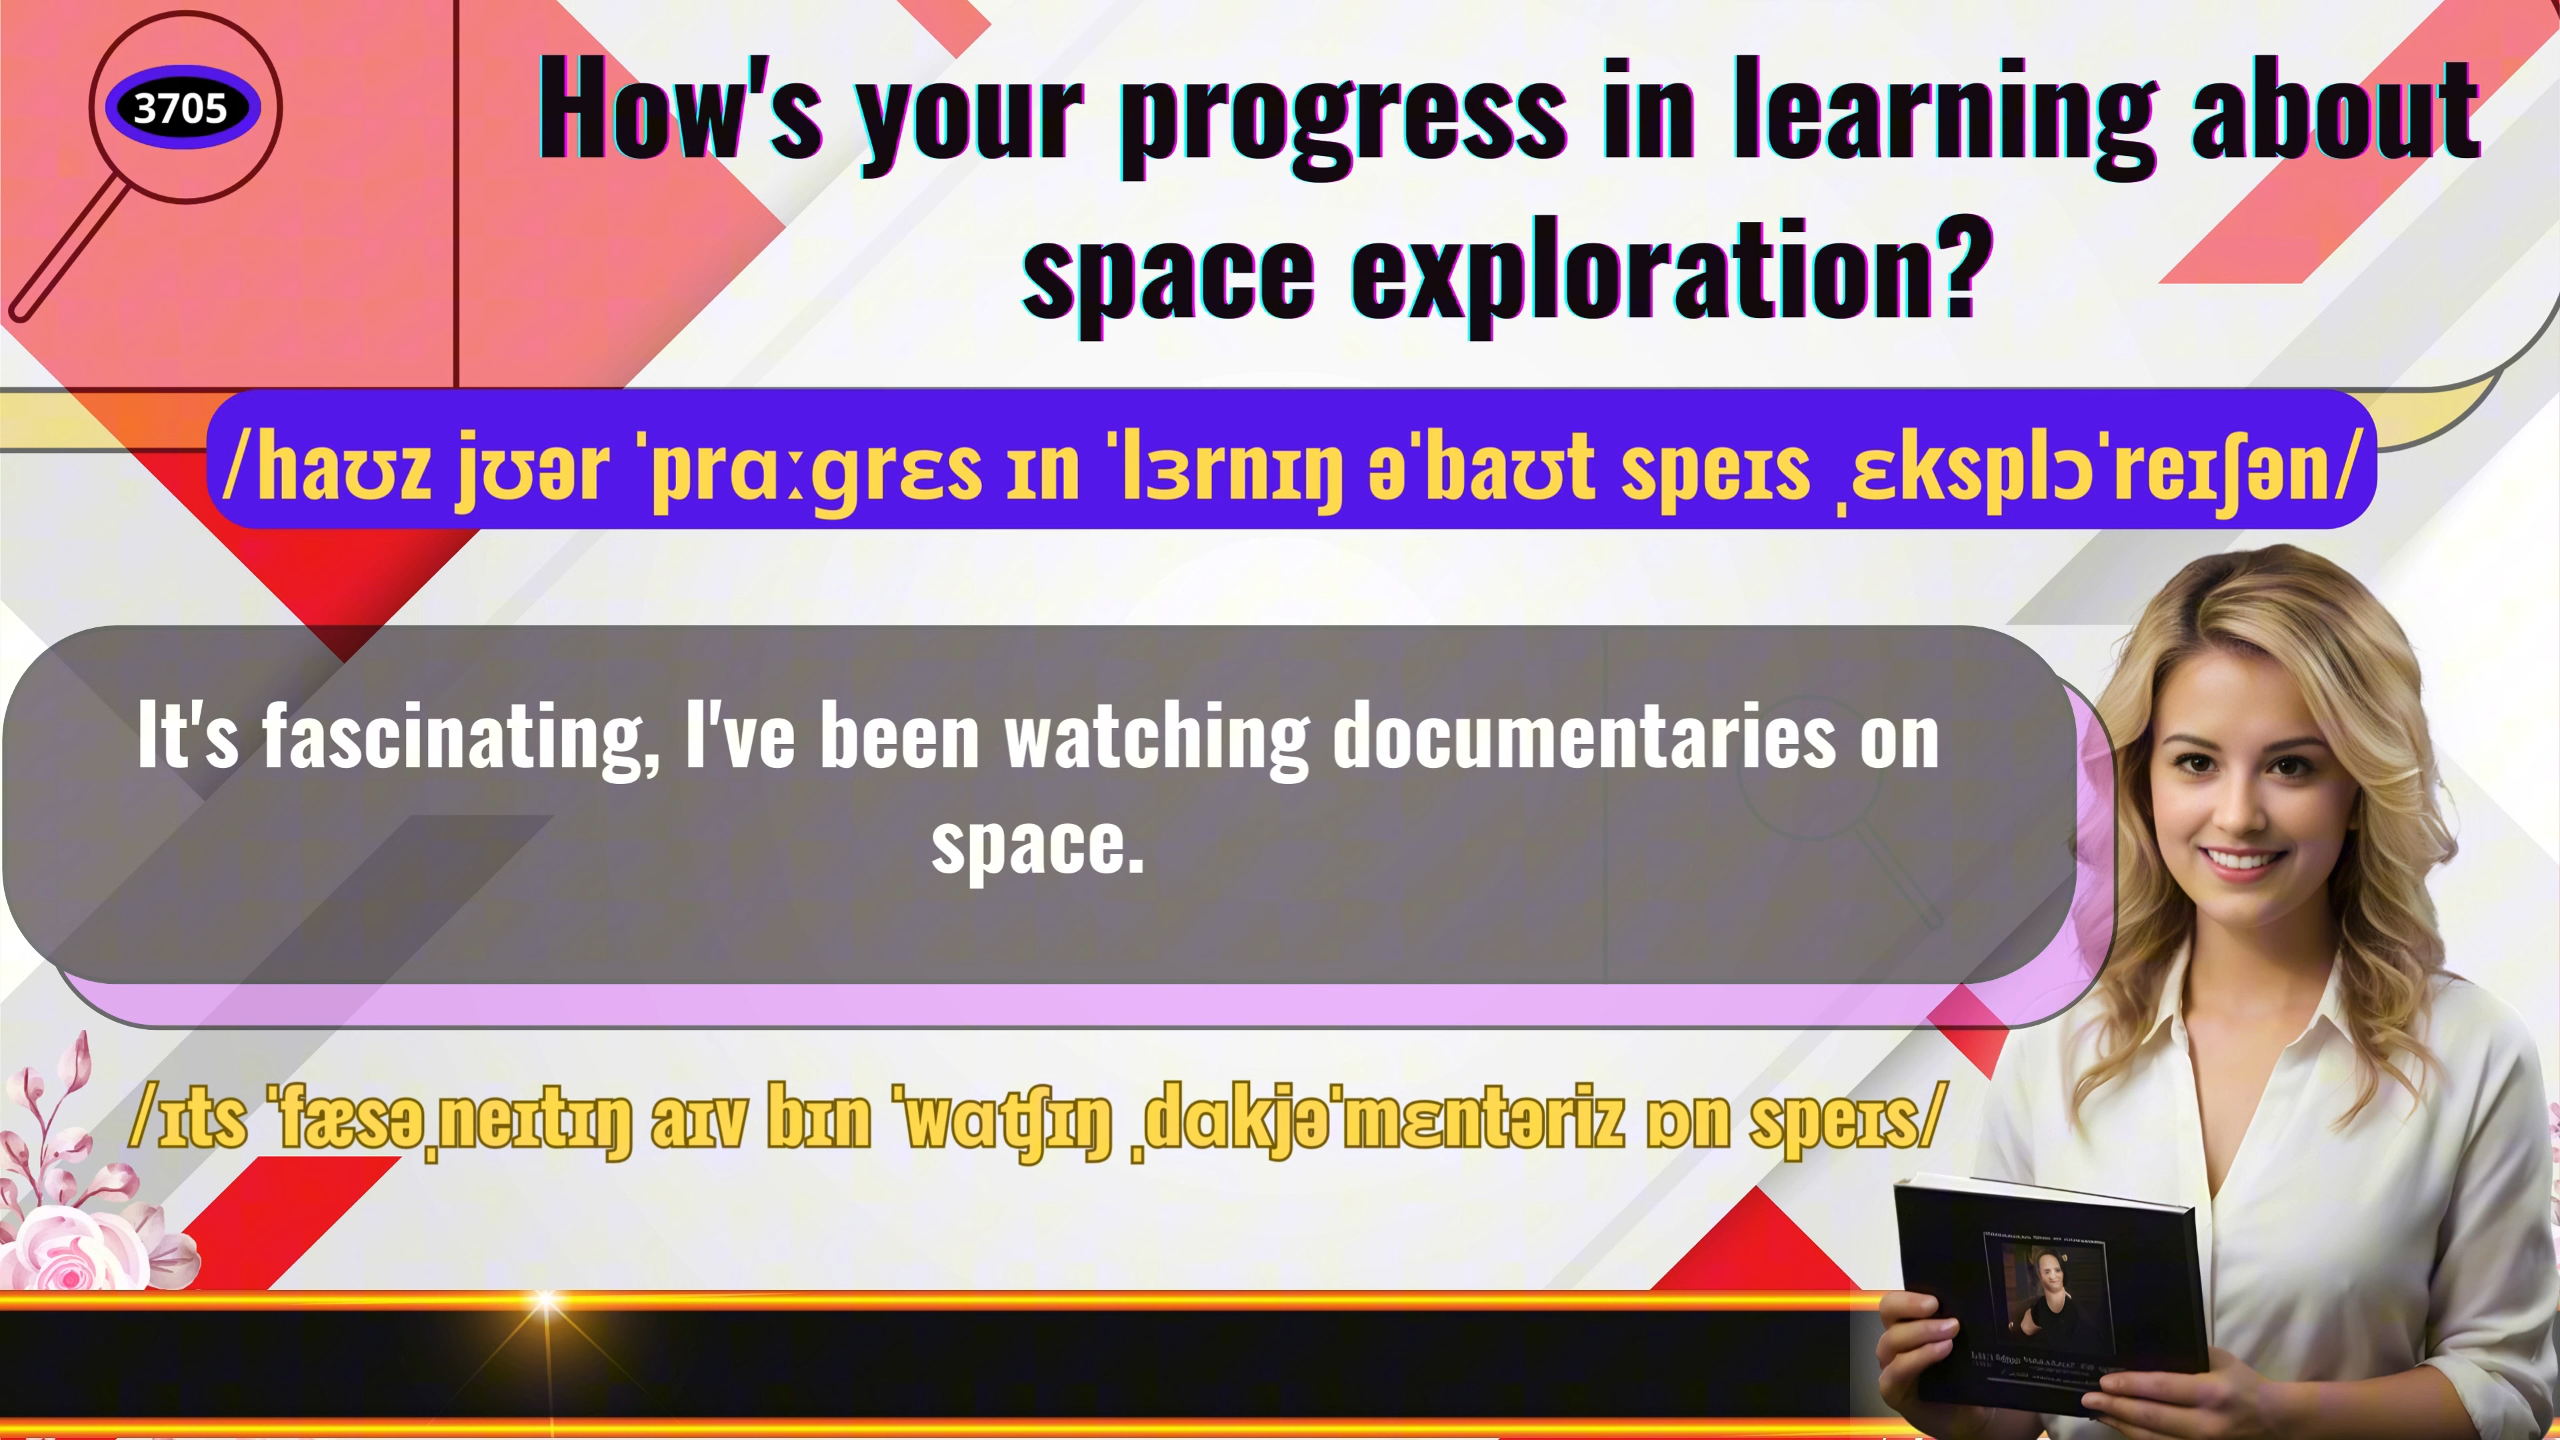 3705
How's your progress in learning about
space exploration?
/haʊz jʊər ˈprɑːgrɛs ɪn ˈlɜrnɪŋ əˈbaʊt speɪs ˌɛksplɔˈreɪʃən/
It's fascinating, I've been watching documentaries on
space.
/ɪts ˈfæsəˌneɪtɪŋ aɪv bɪn ˈwɑʧɪŋ ˌdɑkjəˈmɛntəriz ɒn speɪs/